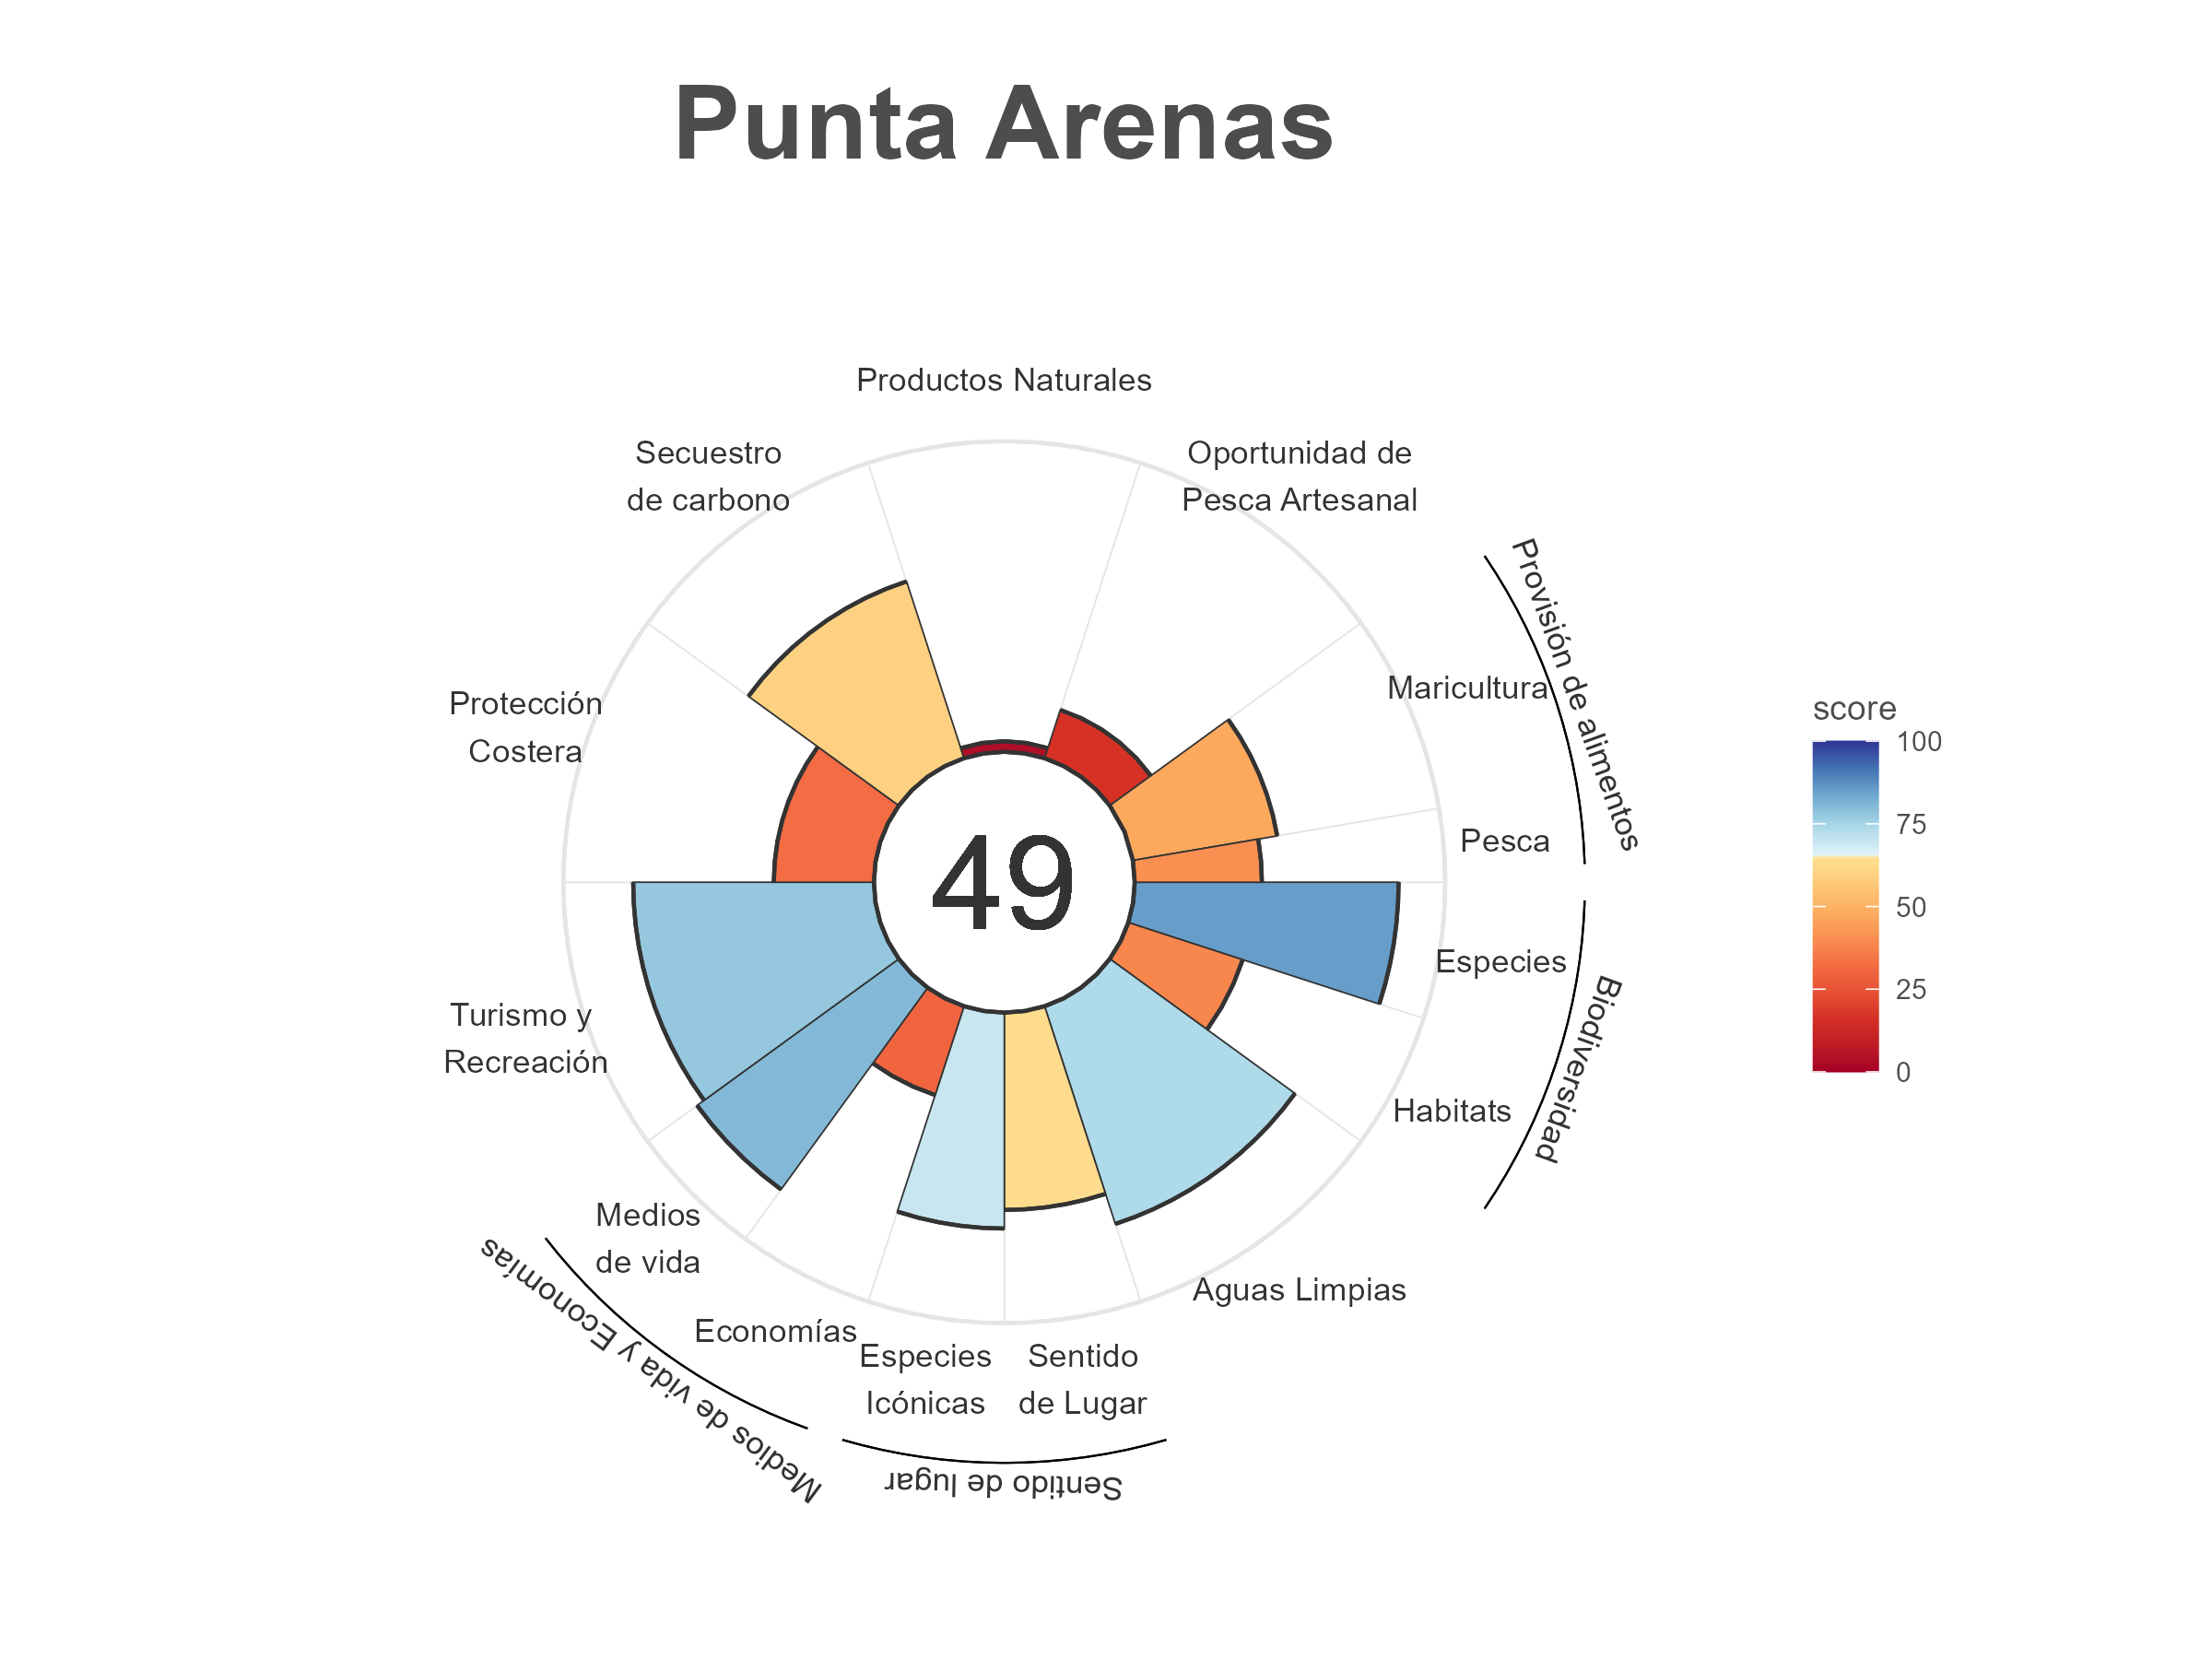 Punta Arenas
Productos Naturales
Secuestro
de carbono
Oportunidad de
Pesca Artesanal
Provisión de alimentos
Maricultura
Protección
Costera
Pesca
49
score
100
75
50
25
0
Especies
Biodiversidad
Turismo y
Recreación
Habitats
Medios
de vida
Aguas Limpias
Economías
Medios de vida y Economías
Especies
Icónicas
Sentido
de Lugar
Sentido de lugar